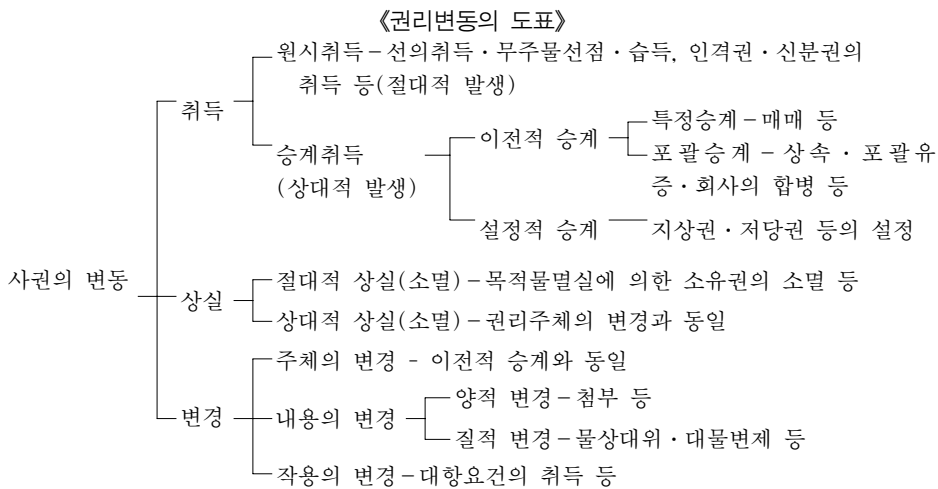 《권리변동의 도표》
원시취득－선의취득·무주물선점·습득, 인격권·신분권의
취득 등(절대적 발생)
취득
특정승계－매매 등
이전적 승계
포괄승계 － 상속 · 포괄유
승계취득
(상대적 발생)
증·회사의 합병 등
설정적 승계
지상권·저당권 등의 설정
사권의 변동
절대적 상실(소멸)－목적물멸실에 의한 소유권의 소멸 등
상실
상대적 상실(소멸)－권리주체의 변경과 동일
주체의 변경 - 이전적 승계와 동일
양적 변경－첨부 등
변경
내용의 변경
질적 변경－물상대위·대물변제 등
작용의 변경－대항요건의 취득 등